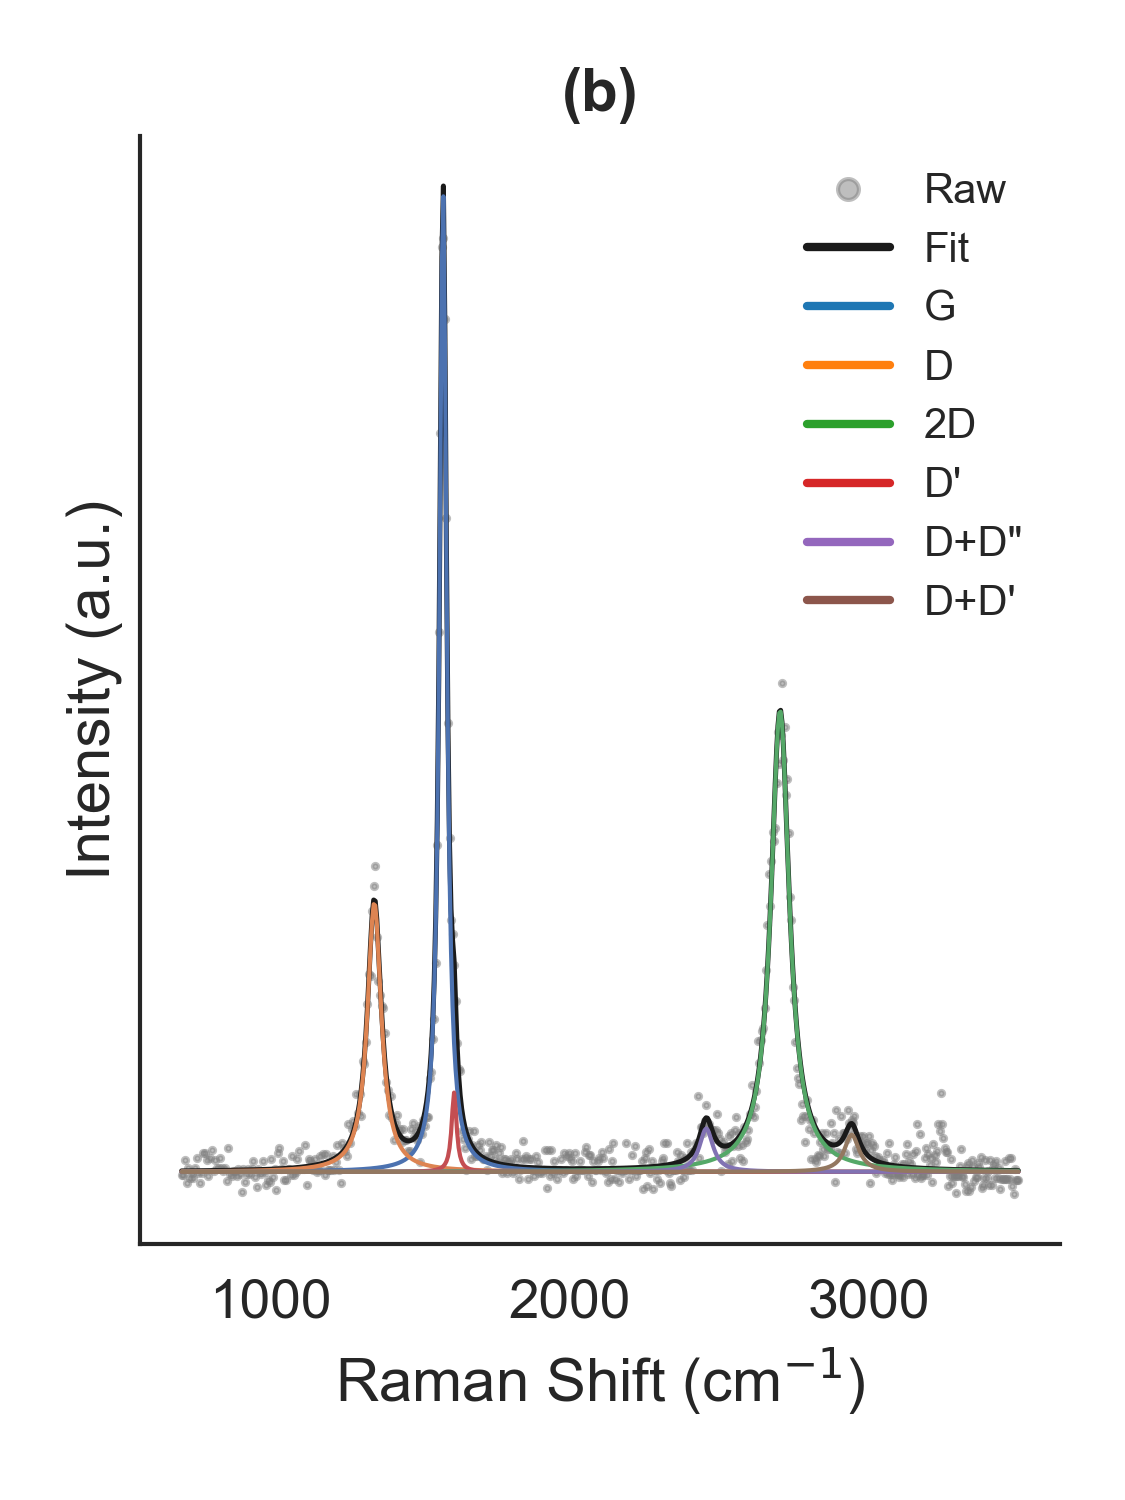 (b)
Raw
Fit
G
D
2D
D'
D+D"
D+D'
Intensity (a.u.)
1000 2000 3000
Raman Shift (cm⁻¹)